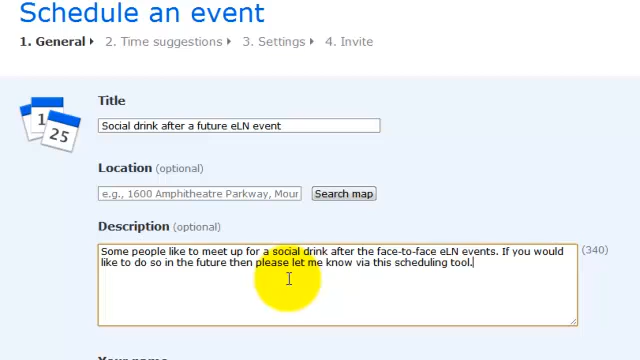 Schedule an event
1. General 2. Time suggestions 3. Settings 4. Invite
1
25
Title
Social drink after a future eLN event
Location (optional)
e.g., 1600 Amphitheatre Parkway, Mour Search map
Description (optional)
Some people like to meet up for a social drink after the face-to-face eLN events. If you would (340)
like to do so in the future then please let me know via this scheduling tool.